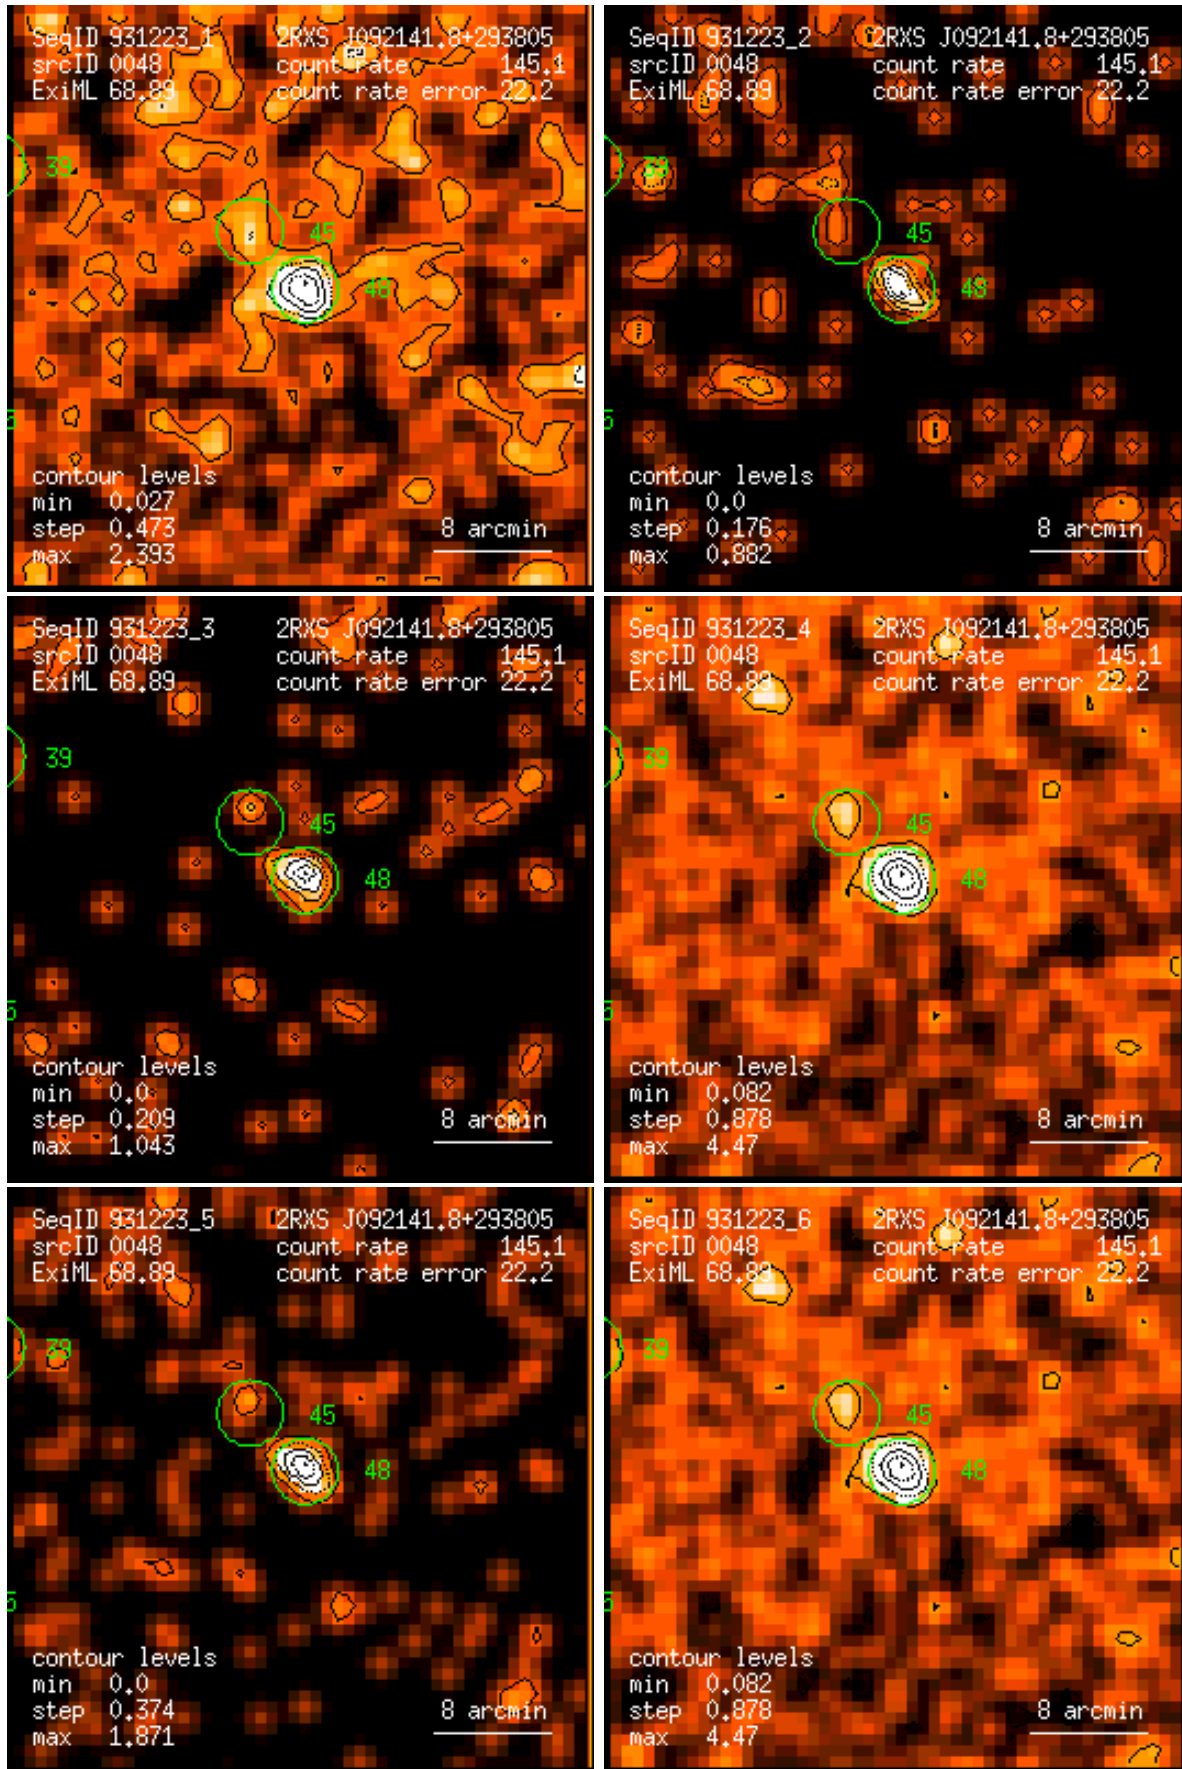 SeqID 931223_1 2RXS J092141.8+293805
srcID 0048 count rate 145.1
ExiML 68.89 count rate error 22.2
39
45
48
contour levels
min 0.027
step 0.473 8 arcmin
max 2.393
SeqID 931223_2 2RXS J092141.8+293805
srcID 0048 count rate 145.1
ExiML 68.89 count rate error 22.2
39
45
48
5
contour levels
min 0.0
step 0.176 8 arcmin
max 0.882
SeqID 931223_3 2RXS J092141.8+293805
srcID 0048 count rate 145.1
ExiML 68.89 count rate error 22.2
39
45
48
contour levels
min 0.0
step 0.209 8 arcmin
max 1.043
SeqID 931223_4 2RXS J092141.8+293805
srcID 0048 count rate 145.1
ExiML 68.89 count rate error 22.2
39
45
48
5
contour levels
min 0.082
step 0.878 8 arcmin
max 4.47
SeqID 931223_5 2RXS J092141.8+293805
srcID 0048 count rate 145.1
ExiML 68.89 count rate error 22.2
39
45
48
contour levels
min 0.0
step 0.374 8 arcmin
max 1.871
SeqID 931223_6 2RXS J092141.8+293805
srcID 0048 count rate 145.1
ExiML 68.89 count rate error 22.2
39
45
48
5
contour levels
min 0.082
step 0.878 8 arcmin
max 4.47